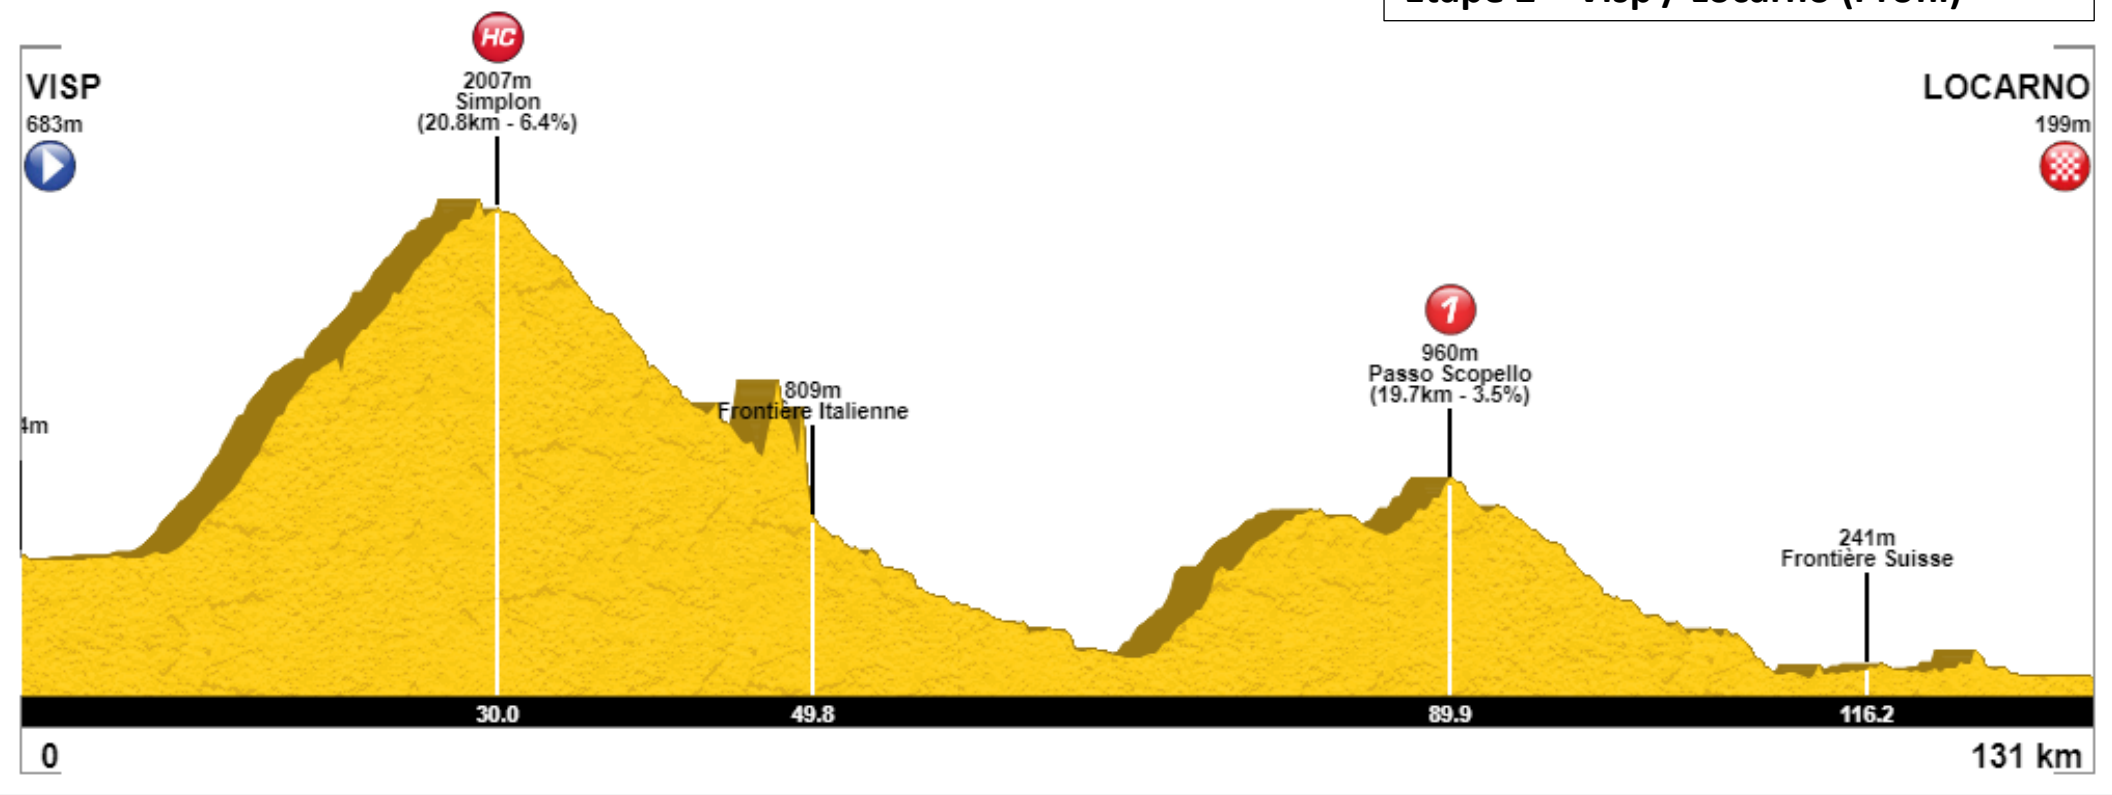 VISP
683m
HC
2007m
Simplon
(20.8km - 6.4%)
LOCARNO
199m
1
960m
Passo Scopello
(19.7km - 3.5%)
809m
Frontière Italienne
241m
Frontière Suisse
30.0
49.8
89.9
116.2
0
131 km